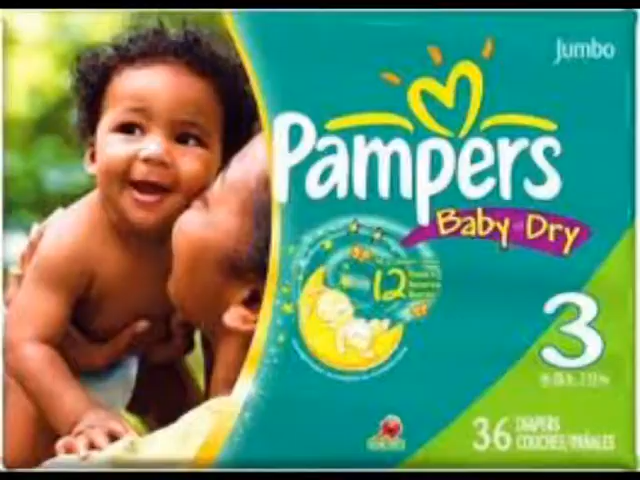 Jumbo
Pampers
Baby Dry
12
3
36 DIAPERS
COUCHES/PAÑALES